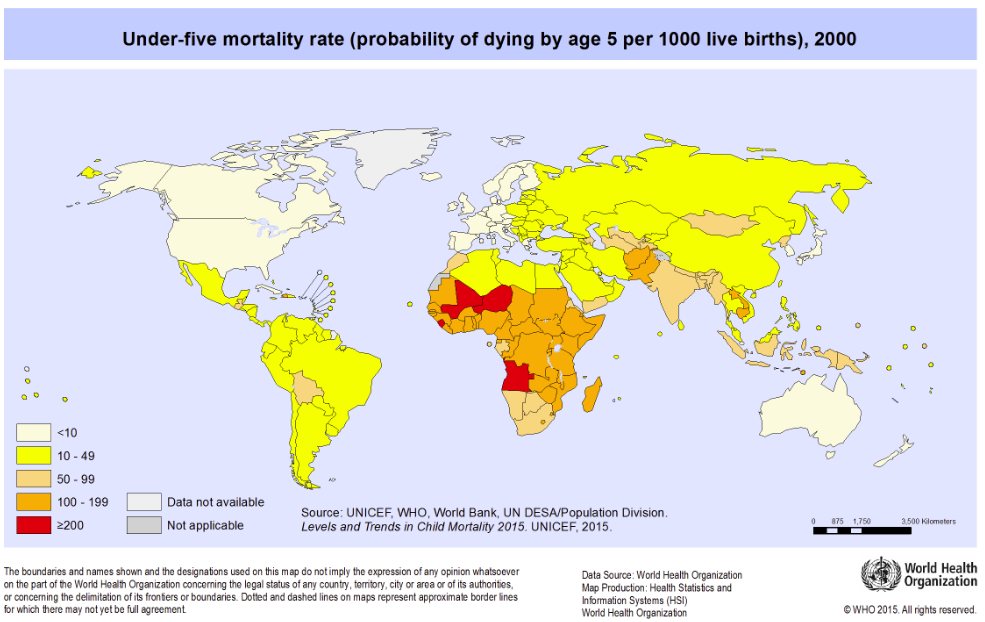 Under-five mortality rate (probability of dying by age 5 per 1000 live births), 2000
<10
10 - 49
50 - 99
100 - 199
≥200
Data not available
Not applicable
Source: UNICEF, WHO, World Bank, UN DESA/Population Division.
Levels and Trends in Child Mortality 2015. UNICEF, 2015.
0 875 1,750 3,500 Kilometers
The boundaries and names shown and the designations used on this map do not imply the expression of any opinion whatsoever
on the part of the World Health Organization concerning the legal status of any country, territory, city or area or of its authorities,
or concerning the delimitation of its frontiers or boundaries. Dotted and dashed lines on maps represent approximate border lines
for which there may not yet be full agreement.
Data Source: World Health Organization
Map Production: Health Statistics and
Information Systems (HSI)
World Health Organization
World Health
Organization
© WHO 2015. All rights reserved.